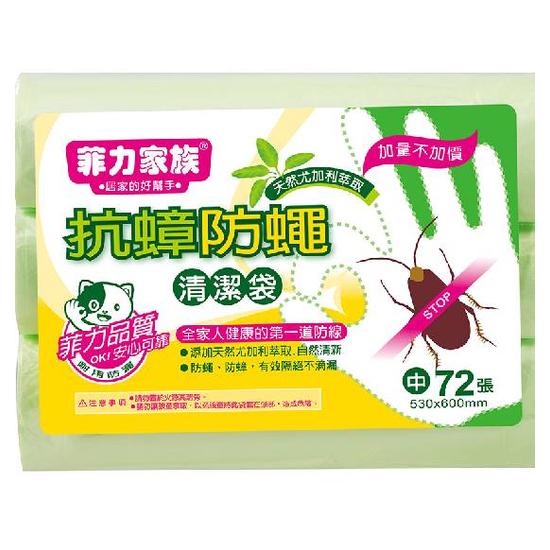 菲力家族®
•居家的好幫手•
加量不加價
天然尤加利萃取
抗蟑防蠅
清潔袋
STOP
菲力品質
OK! 安心可靠
全家人健康的第一道防線
•添加天然尤加利萃取.自然清新
•防蠅、防蟑，有效隔絕不滴漏
中 72張
530x600mm
⚠注意事項